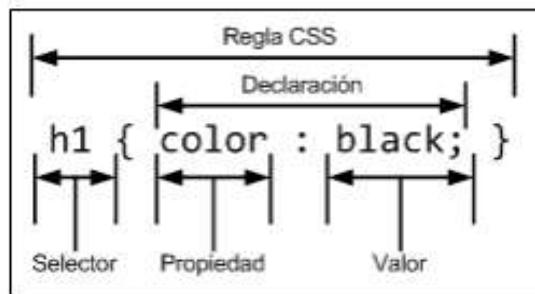 Regla CSS
Declaración
h1 { color : black; }
Selector Propiedad Valor